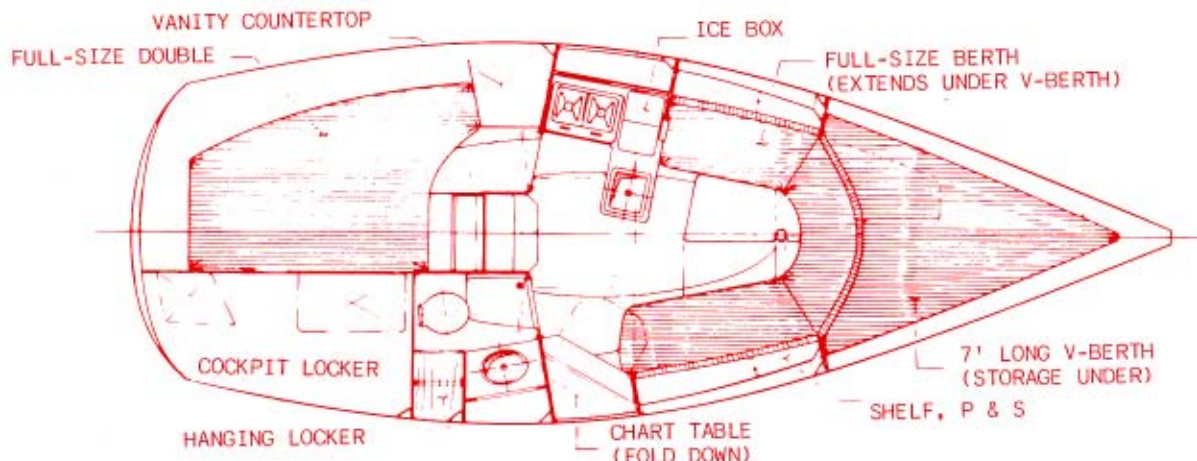 VANITY COUNTERTOP
FULL-SIZE DOUBLE
ICE BOX
FULL-SIZE BERTH
(EXTENDS UNDER V-BERTH)
COCKPIT LOCKER
HANGING LOCKER
CHART TABLE
(FOLD DOWN)
7' LONG V-BERTH
(STORAGE UNDER)
SHELF, P & S